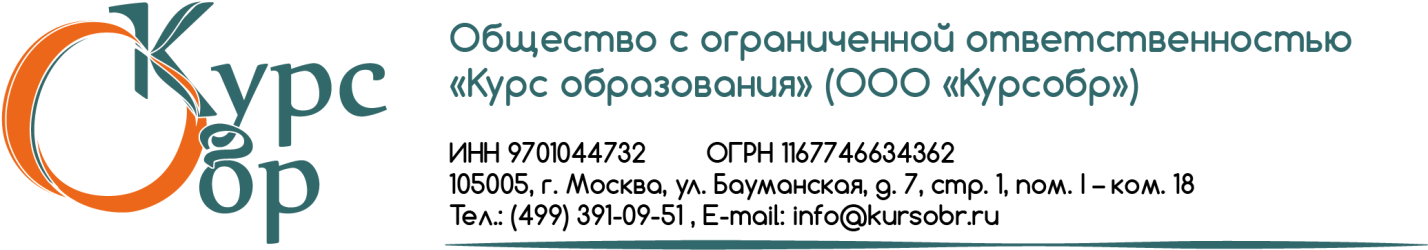 Курс
обр
Общество с ограниченной ответственностью
«Курс образования» (ООО «Курсобр»)
ИНН 9701044732 ОГРН 1167746634362
105005, г. Москва, ул. Бауманская, д. 7, стр. 1, пом. I – ком. 18
Тел.: (499) 391-09-51 , E-mail: info@kursobr.ru